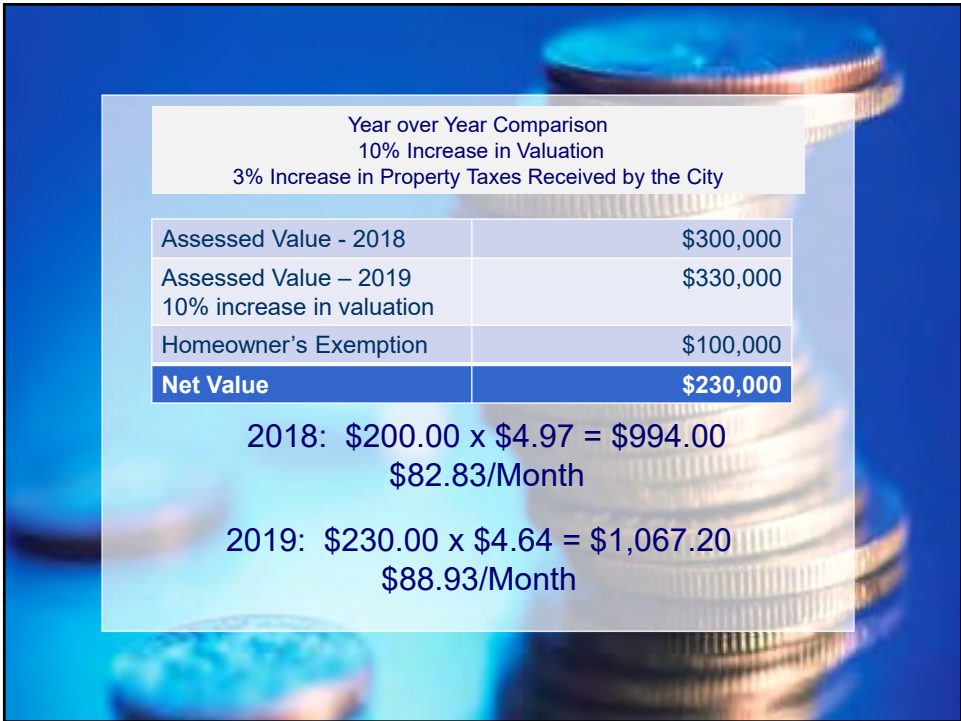 Year over Year Comparison
10% Increase in Valuation
3% Increase in Property Taxes Received by the City
Assessed Value - 2018 $300,000
Assessed Value – 2019 $330,000
10% increase in valuation
Homeowner’s Exemption $100,000
Net Value $230,000
2018: $200.00 x $4.97 = $994.00
$82.83/Month
2019: $230.00 x $4.64 = $1,067.20
$88.93/Month